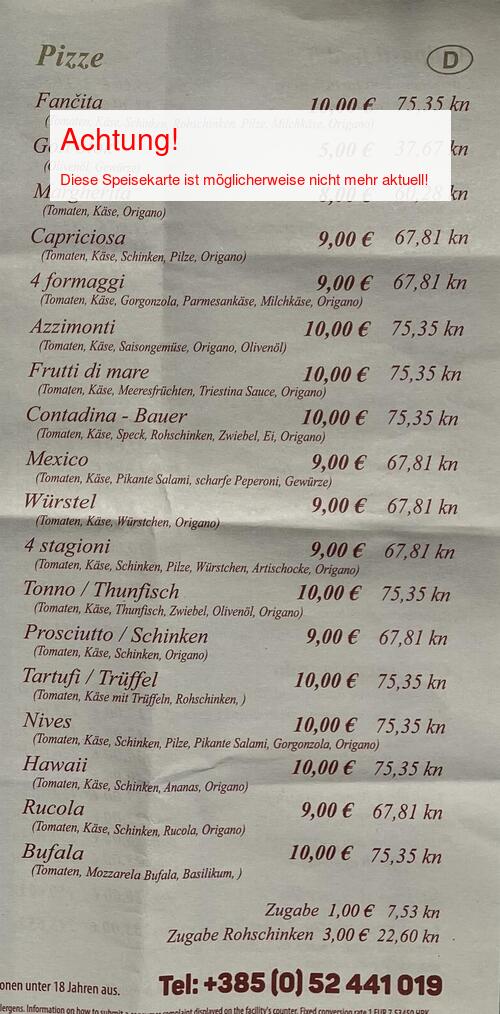 Pizze D
Fančita 10,00 € 75,35 kn
Achtung!
5,00 € 37,67 kn
Diese Speisekarte ist möglicherweise nicht mehr aktuell!
Margherita 8,00 € 60,28 kn
(Tomaten, Käse, Origano)
Capriciosa 9,00 € 67,81 kn
(Tomaten, Käse, Schinken, Pilze, Origano)
4 formaggi 9,00 € 67,81 kn
(Tomaten, Käse, Gorgonzola, Parmesankäse, Milchkäse, Origano)
Azzimonti 10,00 € 75,35 kn
(Tomaten, Käse, Saisongemüse, Origano, Olivenöl)
Frutti di mare 10,00 € 75,35 kn
(Tomaten, Käse, Meeresfrüchten, Triestina Sauce, Origano)
Contadina - Bauer 10,00 € 75,35 kn
(Tomaten, Käse, Speck, Rohschinken, Zwiebel, Ei, Origano)
Mexico 9,00 € 67,81 kn
(Tomaten, Käse, Pikante Salami, scharfe Peperoni, Gewürze)
Würstel 9,00 € 67,81 kn
(Tomaten, Käse, Würstchen, Origano)
4 stagioni 9,00 € 67,81 kn
(Tomaten, Käse, Schinken, Pilze, Würstchen, Artischocke, Origano)
Tonno / Thunfisch 10,00 € 75,35 kn
(Tomaten, Käse, Thunfisch, Zwiebel, Olivenöl, Origano)
Prosciutto / Schinken 9,00 € 67,81 kn
(Tomaten, Käse, Schinken, Origano)
Tartufi / Trüffel 10,00 € 75,35 kn
(Tomaten, Käse mit Trüffeln, Rohschinken, )
Nives 10,00 € 75,35 kn
(Tomaten, Käse, Schinken, Pilze, Pikante Salami, Gorgonzola, Origano)
Hawaii 10,00 € 75,35 kn
(Tomaten, Käse, Schinken, Ananas, Origano)
Rucola 9,00 € 67,81 kn
(Tomaten, Käse, Schinken, Rucola, Origano)
Bufala 10,00 € 75,35 kn
(Tomaten, Mozzarela Bufala, Basilikum, )
Zugabe 1,00 € 7,53 kn
Zugabe Rohschinken 3,00 € 22,60 kn
onen unter 18 Jahren aus. Tel: +385 (0) 52 441 019